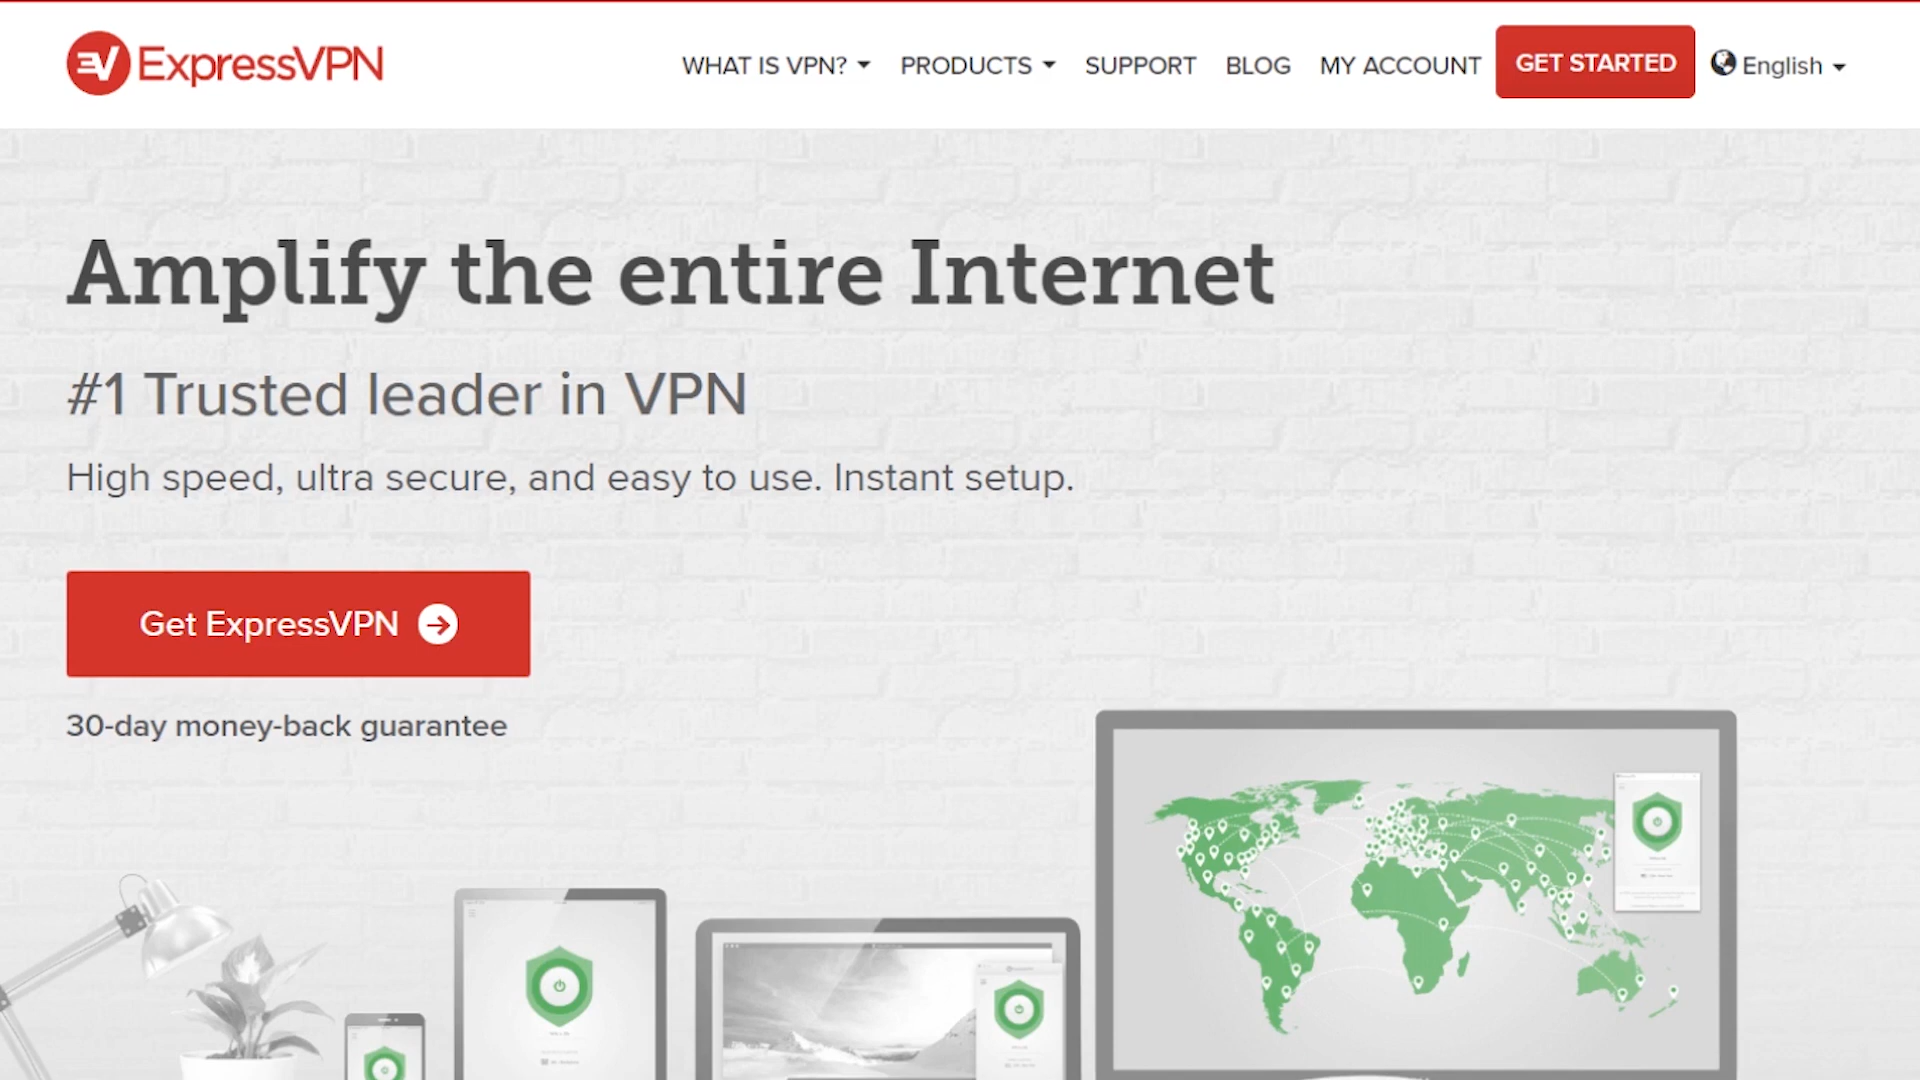 ExpressVPN
WHAT IS VPN?
PRODUCTS
SUPPORT
BLOG
MY ACCOUNT
GET STARTED
English
Amplify the entire Internet
#1 Trusted leader in VPN
High speed, ultra secure, and easy to use. Instant setup.
Get ExpressVPN
30-day money-back guarantee